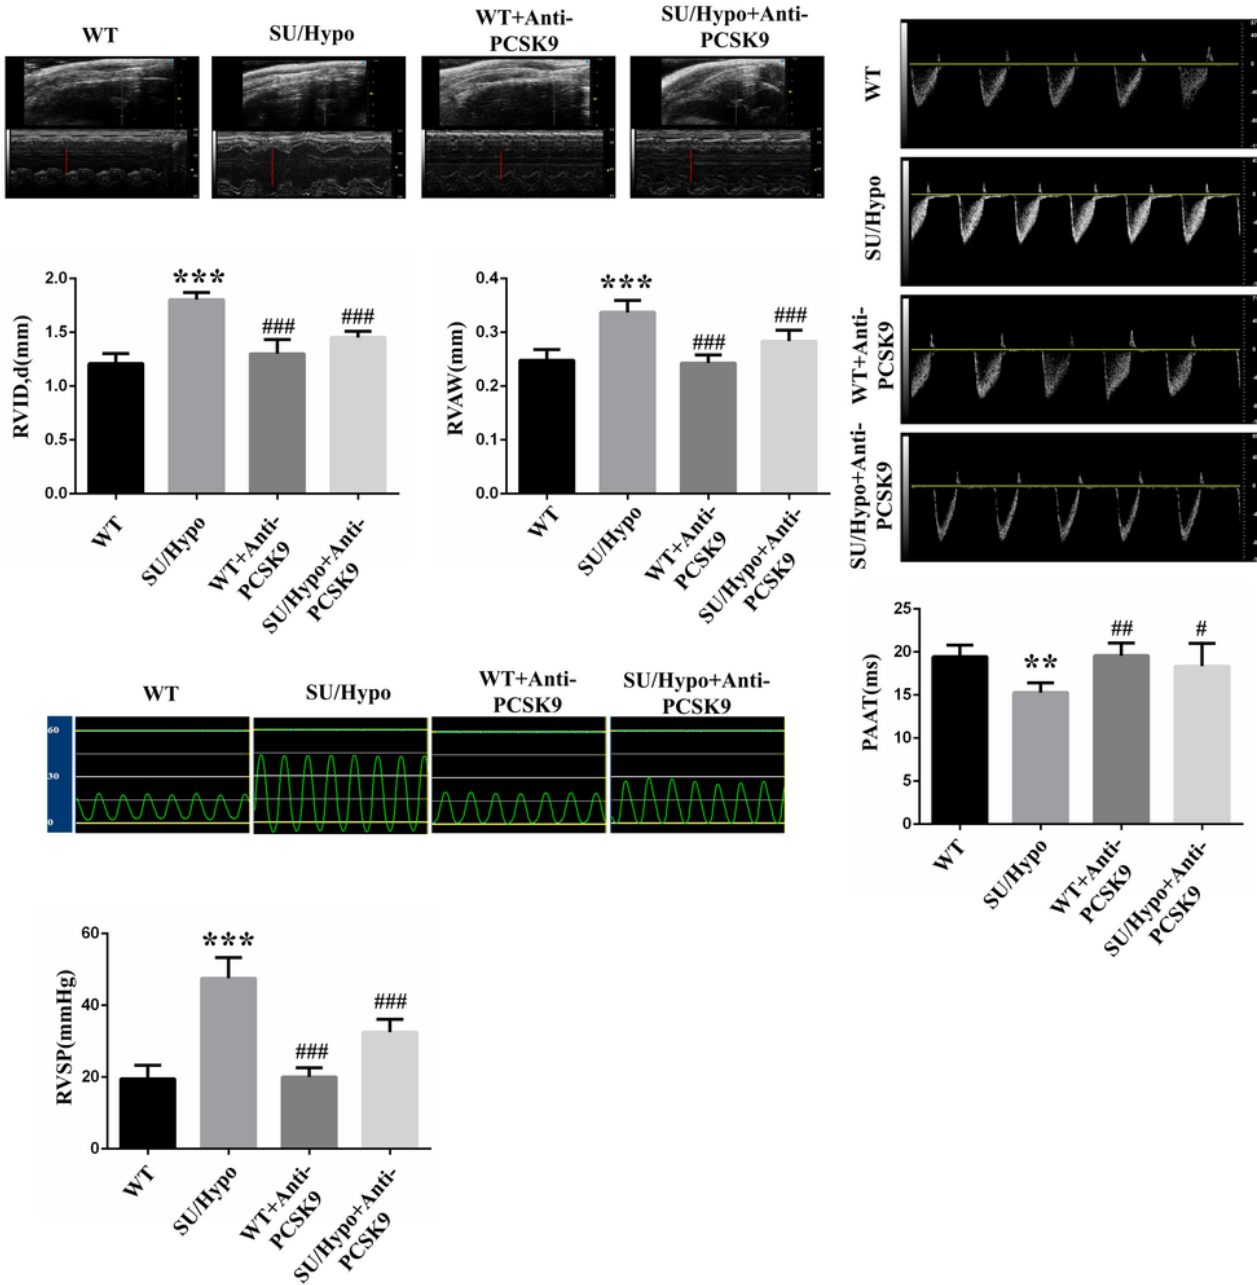 WT
SU/Hypo
WT+Anti-
PCSK9
SU/Hypo+Anti-
PCSK9
WT
SU/Hypo
WT+Anti-
PCSK9
SU/Hypo+Anti-
PCSK9
RVID,d(mm)
2.0
1.5
1.0
0.5
0.0
***
###
###
WT
SU/Hypo
WT+Anti-
PCSK9
SU/Hypo+Anti-
PCSK9
RVAW(mm)
0.4
0.3
0.2
0.1
0.0
***
###
###
WT
SU/Hypo
WT+Anti-
PCSK9
SU/Hypo+Anti-
PCSK9
WT
SU/Hypo
WT+Anti-
PCSK9
SU/Hypo+Anti-
PCSK9
60
30
0
PAAT(ms)
25
20
15
10
5
0
**
##
#
WT
SU/Hypo
WT+Anti-
PCSK9
SU/Hypo+Anti-
PCSK9
RVSP(mmHg)
60
40
20
0
***
###
###
WT
SU/Hypo
WT+Anti-
PCSK9
SU/Hypo+Anti-
PCSK9